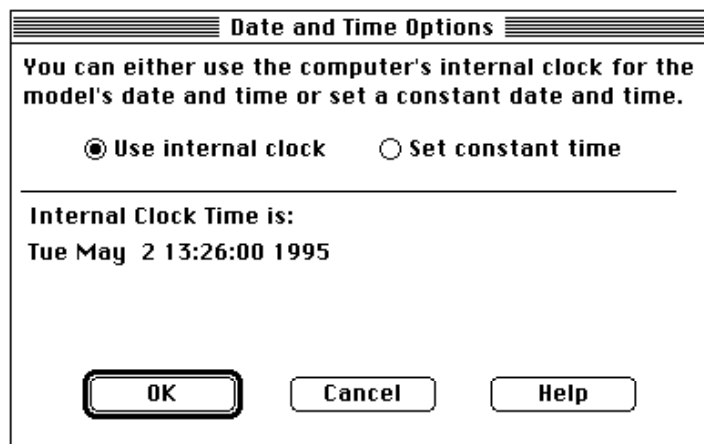 Date and Time Options
You can either use the computer's internal clock for the
model's date and time or set a constant date and time.
Use internal clock Set constant time
Internal Clock Time is:
Tue May  2 13:26:00 1995
OK Cancel Help